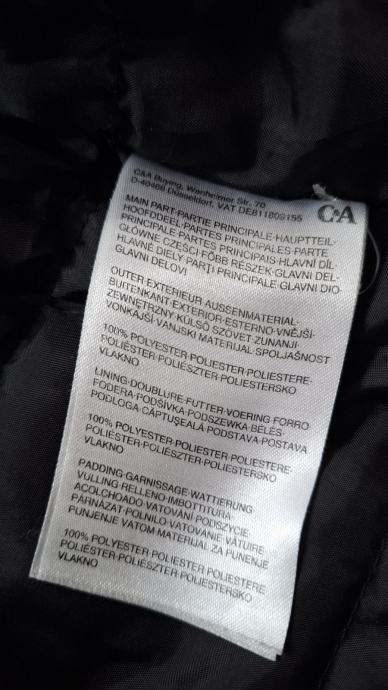 C&A Buying, Wanheimer Str. 70
D-40468 Düsseldorf, VAT DE811809155
C&A
MAIN PART·PARTIE PRINCIPALE·HAUPTTEIL·
HOOFDDEEL·PARTES PRINCIPALES·PARTE
PRINCIPALE·PARTES PRINCIPAIS·HLAVNÍ DÍL·
GŁÓWNE CZĘŚCI·FŐBB RÉSZEK·GLAVNI DEL·
HLAVNÉ DIELY·PARTI PRINCIPALE·GLAVNI DIO·
GLAVNI DELOVI
OUTER·EXTERIEUR·AUSSENMATERIAL·
BUITENKANT·EXTERIOR·ESTERNO·VNĚJŠÍ·
ZEWNĘTRZNY·KÜLSŐ SZÖVET·ZUNANJI·
VONKAJŠÍ·VANJSKI MATERIJAL·SPOLJAŠNOST
100% POLYESTER·POLIESTER·POLIESTERE·
POLIÉSTER·POLIÉSZTER·POLIESTERSKO
VLAKNO
LINING·DOUBLURE·FUTTER·VOERING·FORRO·
FODERA·PODŠÍVKA·PODSZEWKA·BÉLÉS·
PODLOGA·CĂPTUŞEALĂ·PODSTAVA·POSTAVA
100% POLYESTER·POLIESTER·POLIESTERE·
POLIÉSTER·POLIÉSZTER·POLIESTERSKO
VLAKNO
PADDING·GARNISSAGE·WATTIERUNG·
VULLING·RELLENO·IMBOTTITURA·
ACOLCHOADO·VATOVÁNÍ·PODSZYCIE·
PÁRNÁZAT·POLNILO·VATOVANIE·VATUIRE·
PUNJENJE VATOM·MATERIJAL ZA PUNENJE
100% POLYESTER·POLIESTER·POLIESTERE·
POLIÉSTER·POLIÉSZTER·POLIESTERSKO
VLAKNO